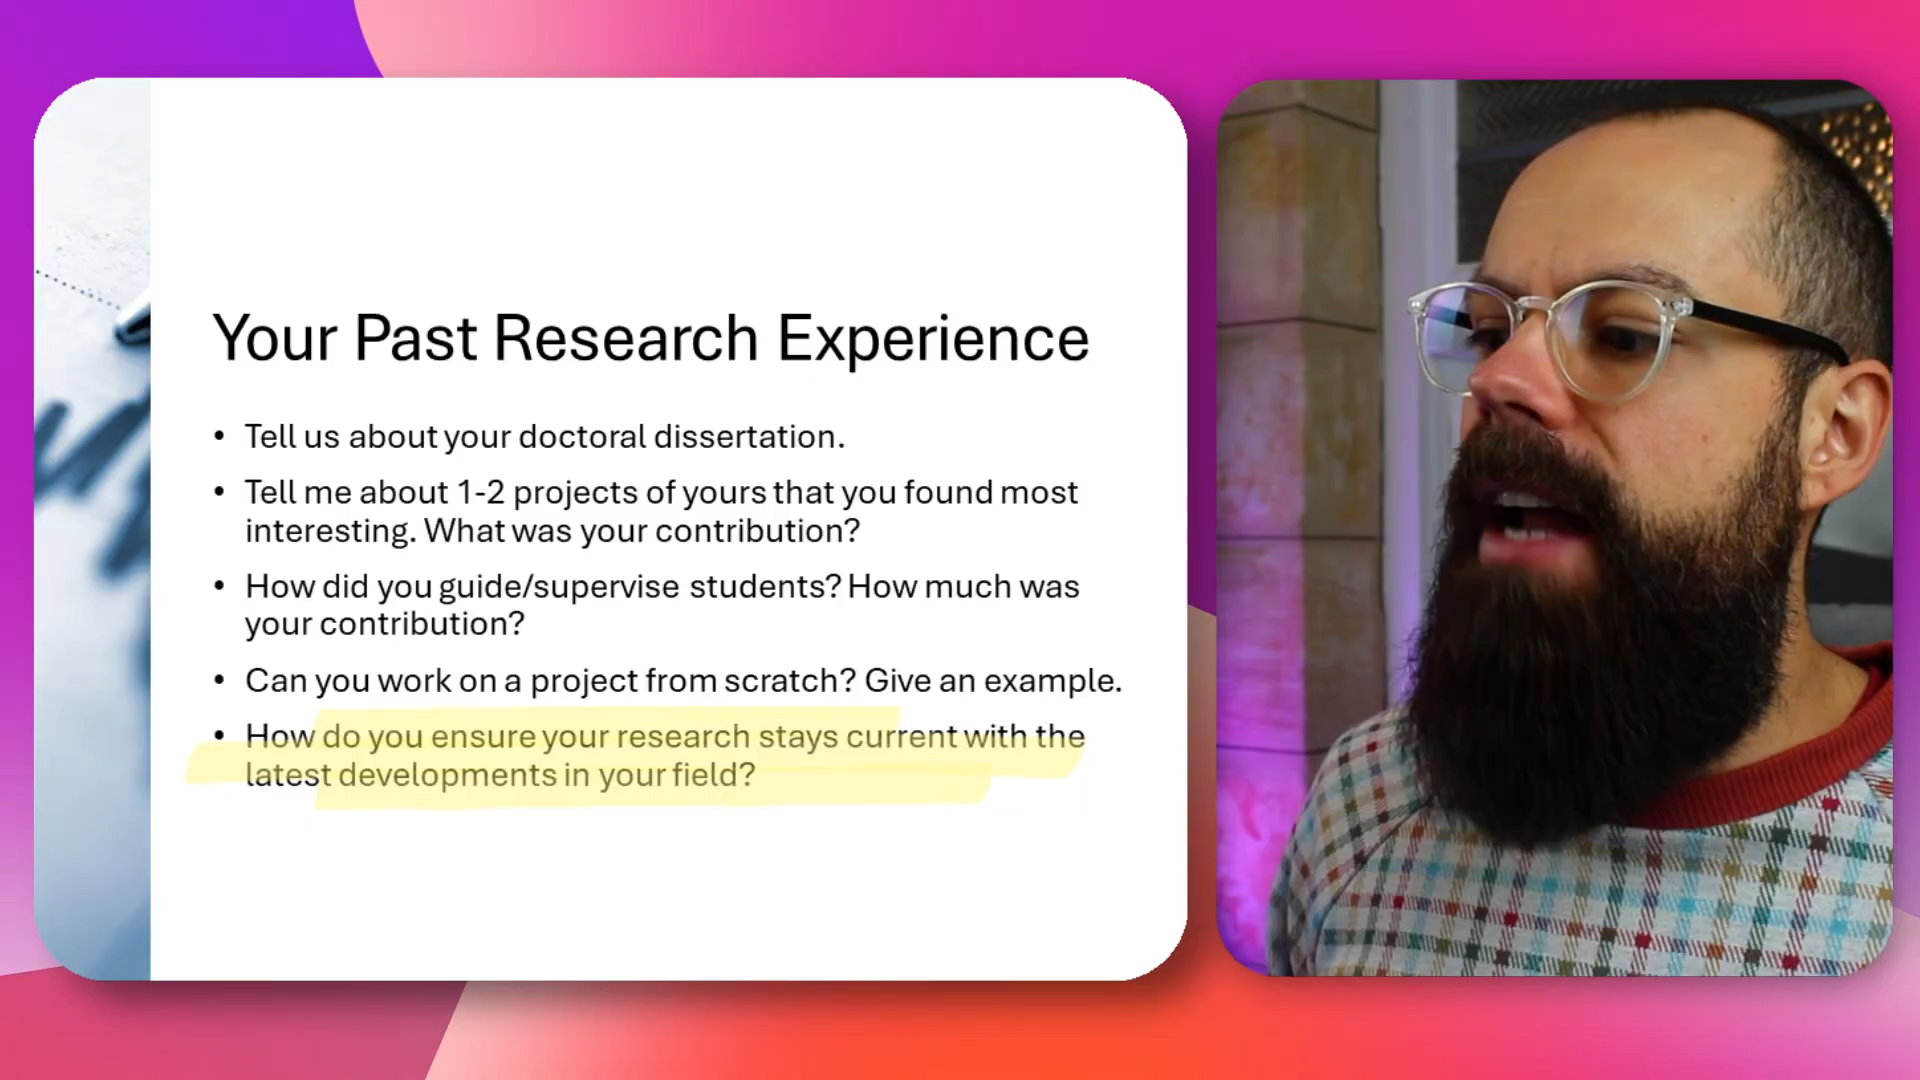 Your Past Research Experience
• Tell us about your doctoral dissertation.
• Tell me about 1-2 projects of yours that you found most
interesting. What was your contribution?
• How did you guide/supervise students? How much was
your contribution?
• Can you work on a project from scratch? Give an example.
• How do you ensure your research stays current with the
latest developments in your field?